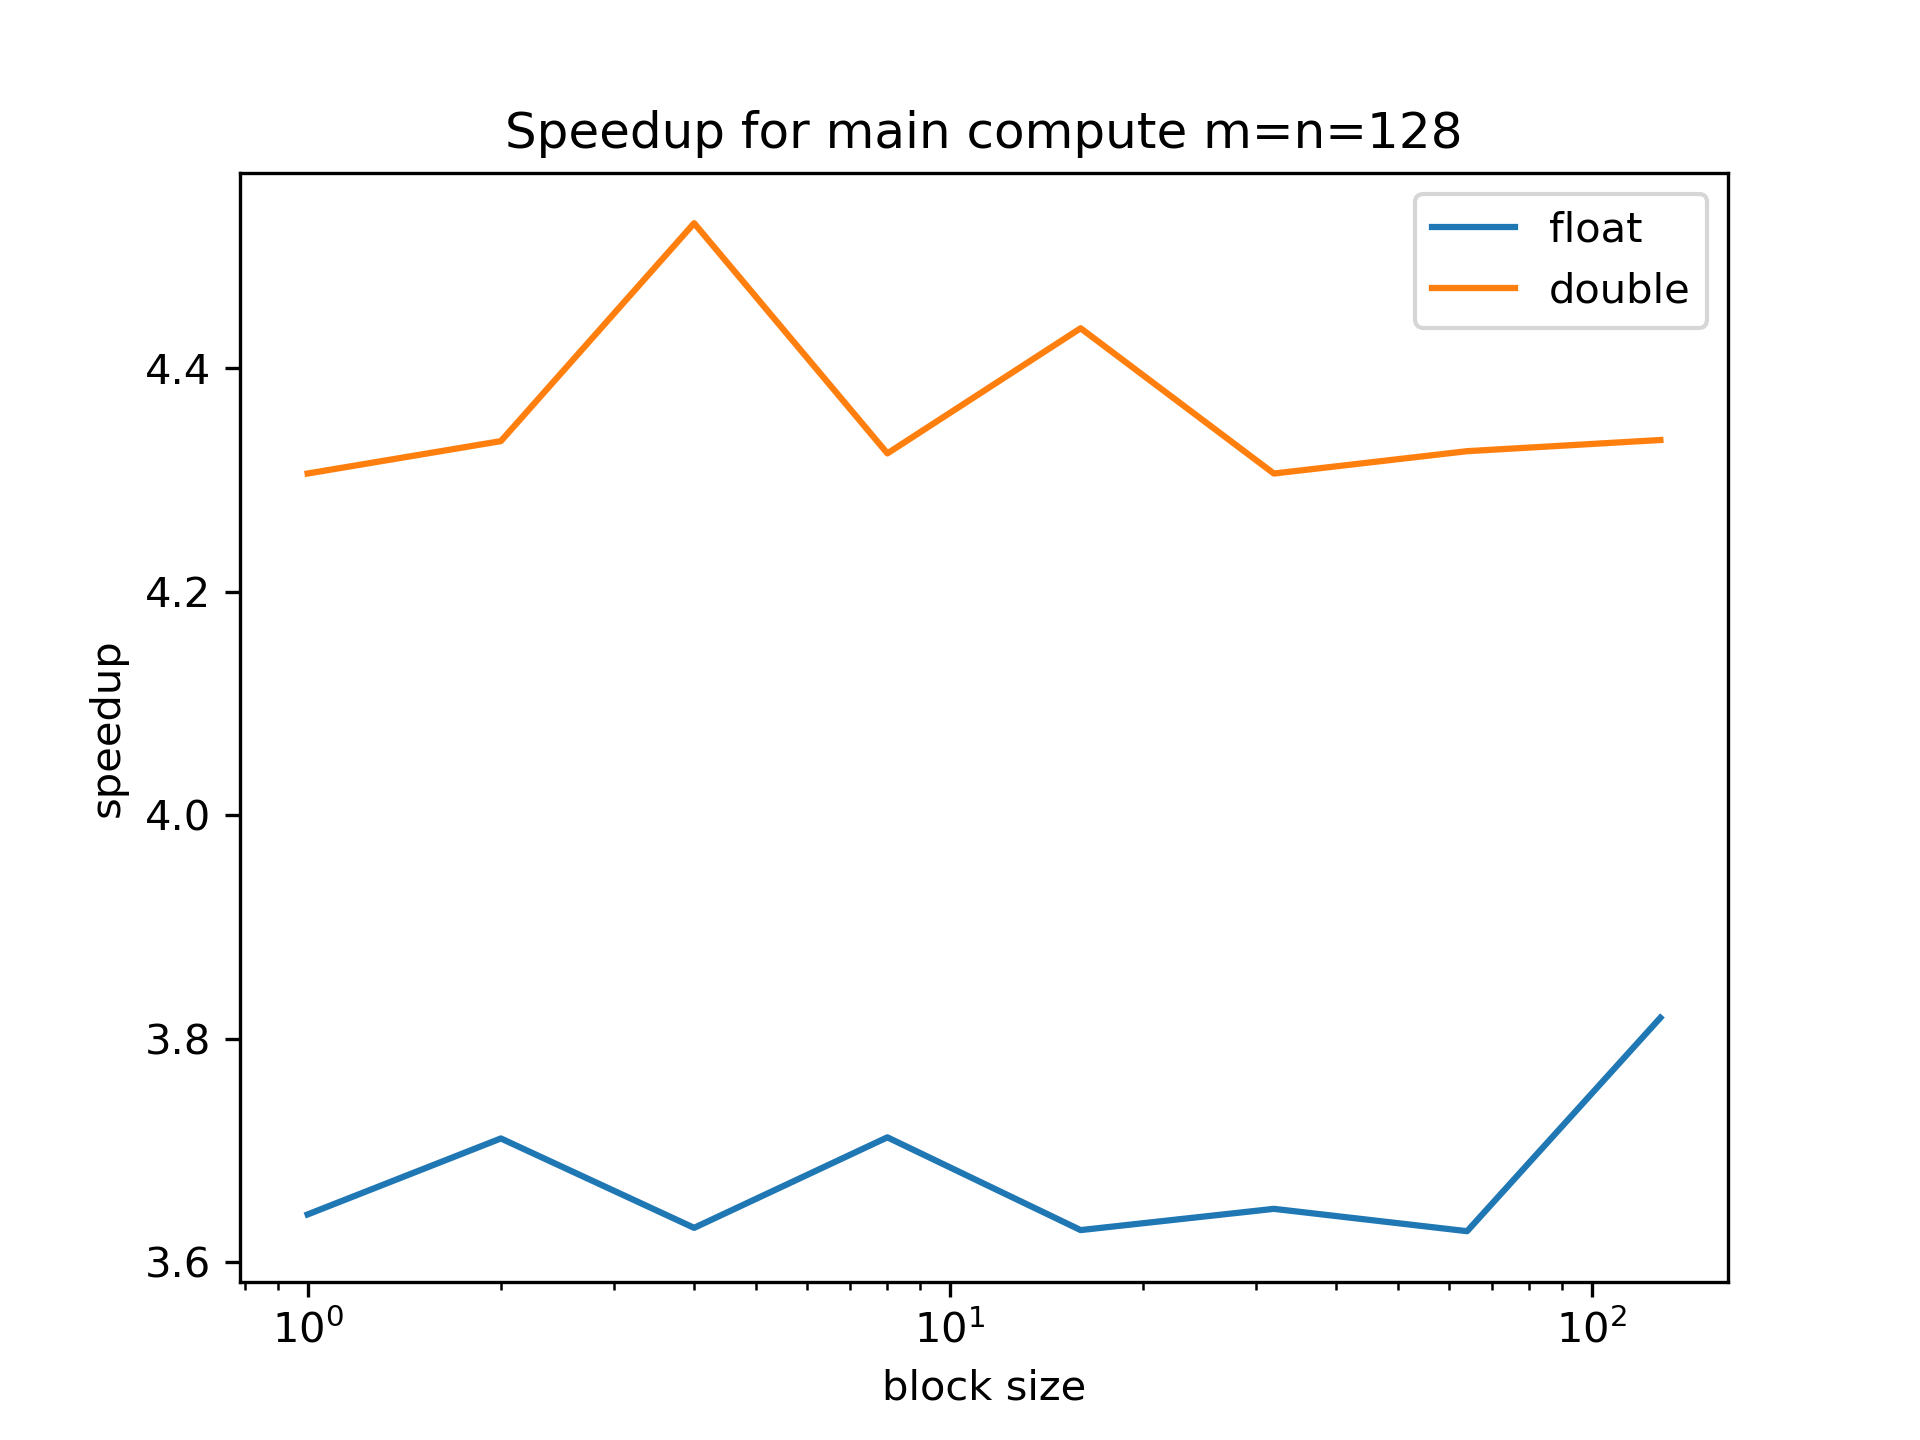 Speedup for main compute m=n=128
float
double
4.4
4.2
4.0
3.8
3.6
speedup
10⁰ 10¹ 10²
block size